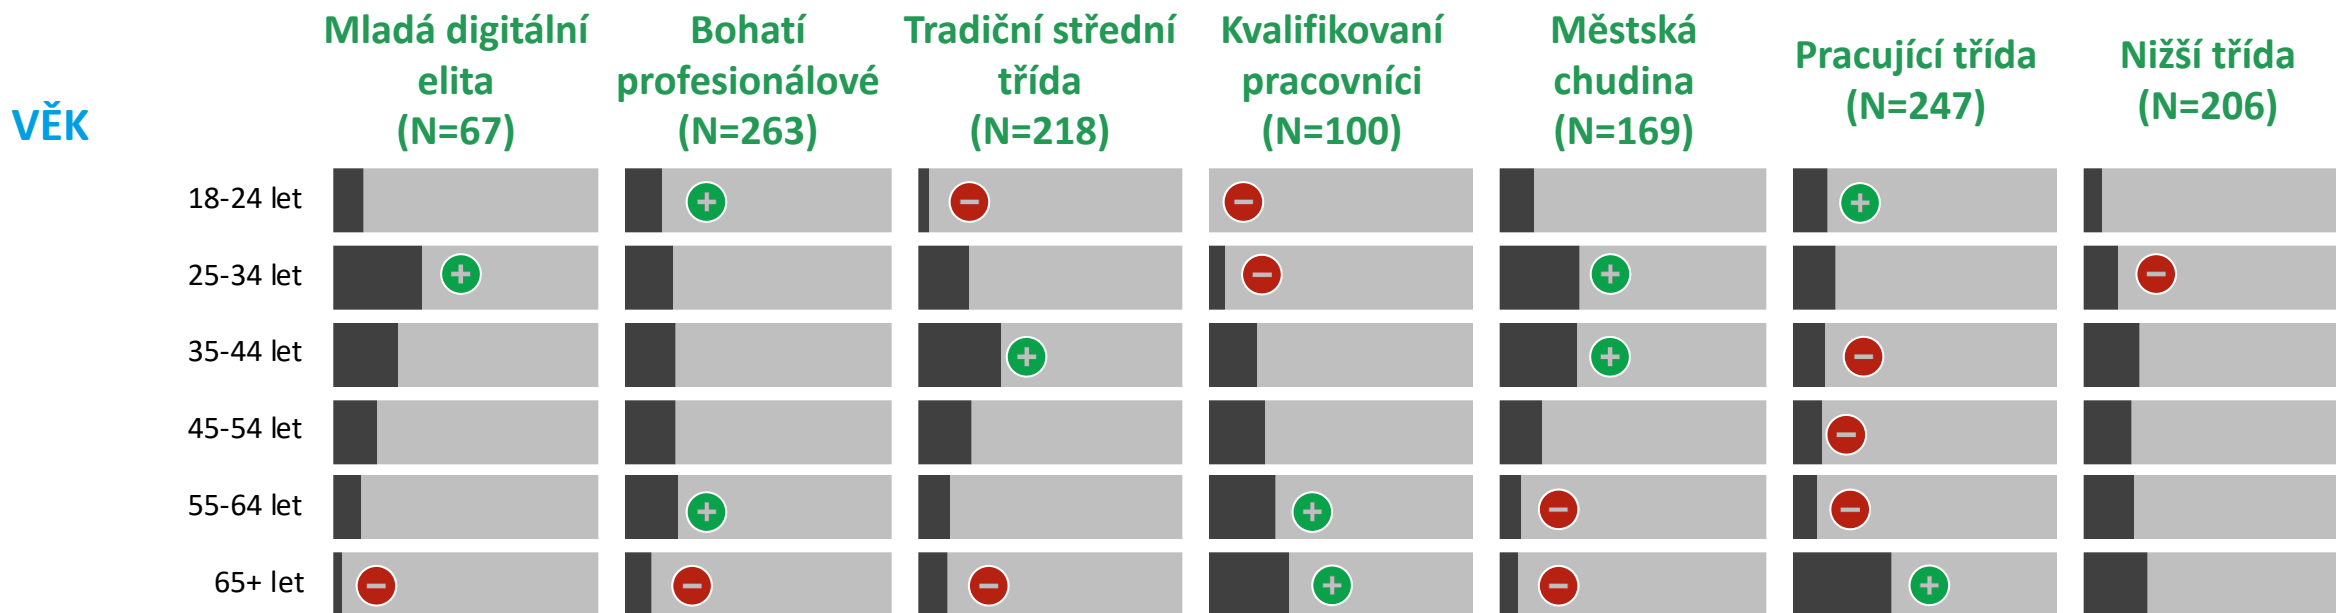 VĚK
Mladá digitální
elita
(N=67)
Bohatí
profesionálové
(N=263)
Tradiční střední
třída
(N=218)
Kvalifikovaní
pracovníci
(N=100)
Městská
chudina
(N=169)
Pracující třída
(N=247)
Nižší třída
(N=206)
18-24 let
25-34 let
35-44 let
45-54 let
55-64 let
65+ let